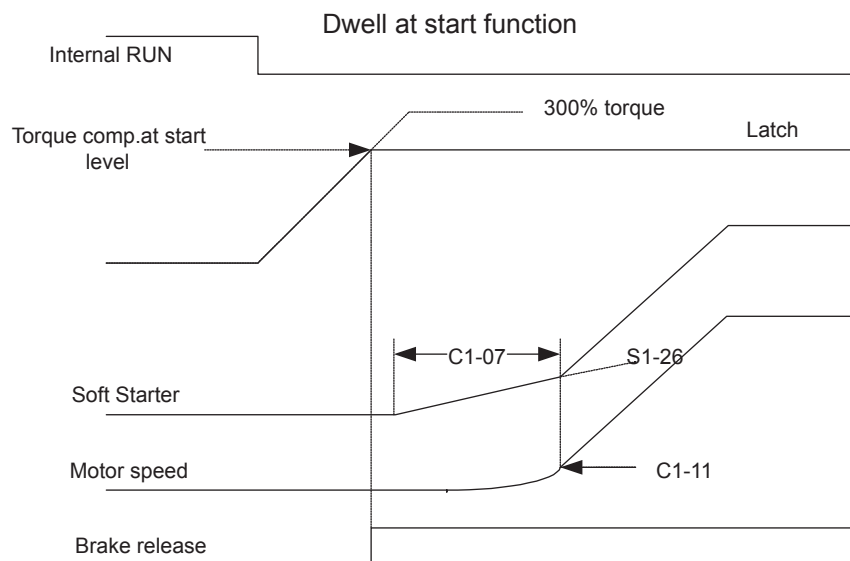 Dwell at start function
Internal RUN
300% torque
Torque comp.at start
level
Latch
C1-07
S1-26
Soft Starter
Motor speed
C1-11
Brake release